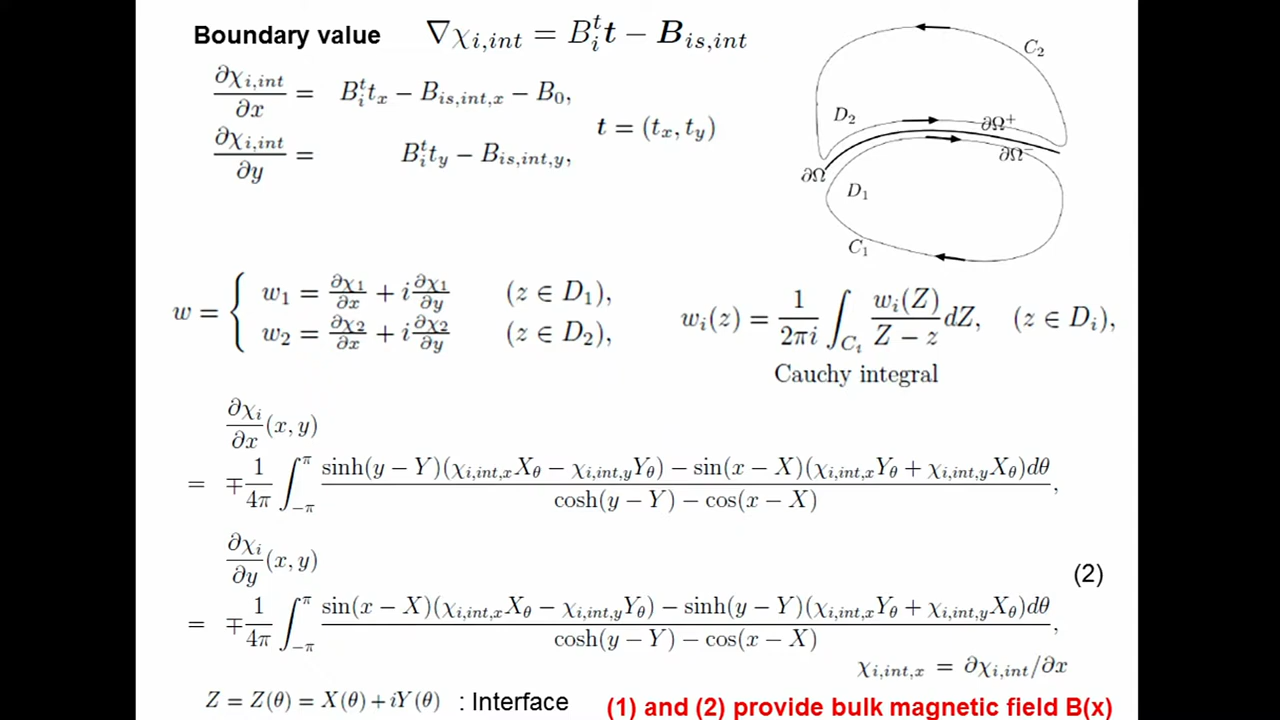 Boundary value ∇χ_{i,int} = B_i^t t − B_{is,int}
∂χ_{i,int}/∂x = B_i^t t_x − B_{is,int,x} − B_0,
t = (t_x, t_y)
∂χ_{i,int}/∂y = B_i^t t_y − B_{is,int,y},
C_2
D_2
∂Ω^+
∂Ω^−
∂Ω
D_1
C_1
w = { w_1 = ∂χ_1/∂x + i ∂χ_1/∂y (z ∈ D_1),
w_2 = ∂χ_2/∂x + i ∂χ_2/∂y (z ∈ D_2),
w_i(z) = 1/2πi ∫_{C_i} w_i(Z)/(Z − z) dZ, (z ∈ D_i),
Cauchy integral
∂χ_i/∂x (x, y)
= ∓ 1/4π ∫_{−π}^{π} [sinh(y − Y)(χ_{i,int,x}X_θ − χ_{i,int,y}Y_θ) − sin(x − X)(χ_{i,int,x}Y_θ + χ_{i,int,y}X_θ)dθ] / [cosh(y − Y) − cos(x − X)],
∂χ_i/∂y (x, y)
(2)
= ∓ 1/4π ∫_{−π}^{π} [sin(x − X)(χ_{i,int,x}X_θ − χ_{i,int,y}Y_θ) − sinh(y − Y)(χ_{i,int,x}Y_θ + χ_{i,int,y}X_θ)dθ] / [cosh(y − Y) − cos(x − X)],
χ_{i,int,x} = ∂χ_{i,int}/∂x
Z = Z(θ) = X(θ) + iY(θ) : Interface
(1) and (2) provide bulk magnetic field B(x)